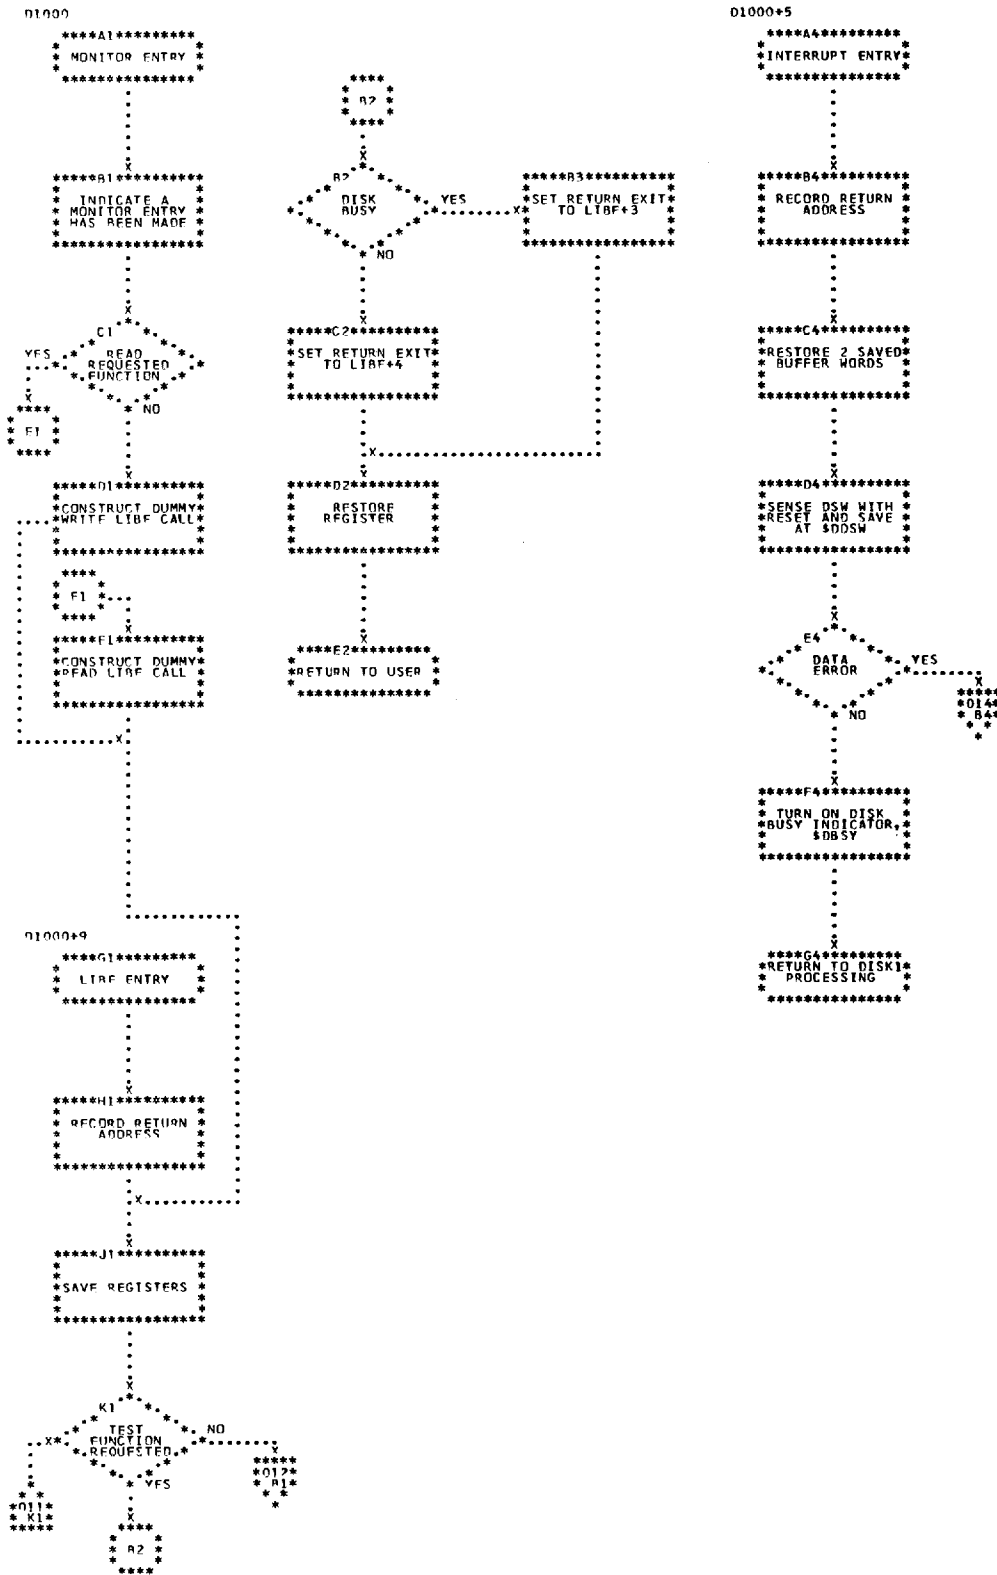 D1000
A1
MONITOR ENTRY
B1
INDICATE A
MONITOR ENTRY
HAS BEEN MADE
C1
READ
REQUESTED
FUNCTION
YES
NO
E1
D1
CONSTRUCT DUMMY
WRITE LIBF CALL
E1
E1
CONSTRUCT DUMMY
READ LIBF CALL
D1000+9
G1
LIBF ENTRY
H1
RECORD RETURN
ADDRESS
J1
SAVE REGISTERS
K1
TEST
FUNCTION
REQUESTED
NO
YES
012
B1
011
K1
B2
B2
B2
DISK
BUSY
YES
NO
B3
SET RETURN EXIT
TO LIBF+3
C2
SET RETURN EXIT
TO LIBF+4
D2
RESTORE
REGISTER
E2
RETURN TO USER
D1000+5
A4
INTERRUPT ENTRY
B4
RECORD RETURN
ADDRESS
C4
RESTORE 2 SAVED
BUFFER WORDS
D4
SENSE DSW WITH
RESET AND SAVE
AT $DDSW
E4
DATA
ERROR
YES
NO
014
B4
F4
TURN ON DISK
BUSY INDICATOR,
$DBSY
G4
RETURN TO DISK1
PROCESSING